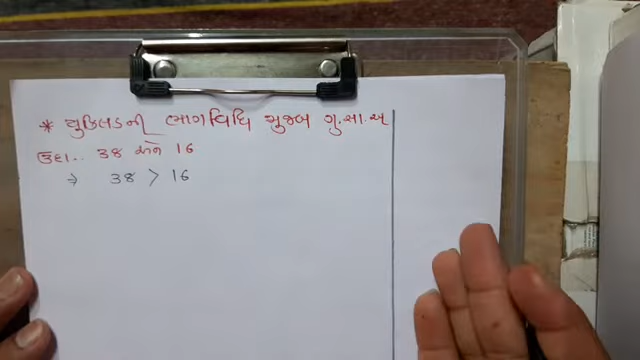 * યુક્લિડની ભાગવિધિ મુજબ ગુ.સા.અ
ઉદા.. 38 અને 16
⇒ 38 > 16